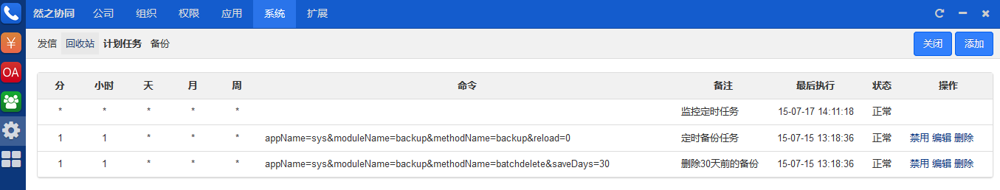 然之协同 公司 组织 权限 应用 系统 扩展
¥
发信 回收站 计划任务 备份 关闭 添加
OA
分 小时 天 月 周 命令 备注 最后执行 状态 操作
* * * * * 监控定时任务 15-07-17 14:11:18 正常
1 1 * * * appName=sys&moduleName=backup&methodName=backup&reload=0 定时备份任务 15-07-15 13:18:36 正常 禁用 编辑 删除
1 1 * * * appName=sys&moduleName=backup&methodName=batchdelete&saveDays=30 删除30天前的备份 15-07-15 13:18:36 正常 禁用 编辑 删除